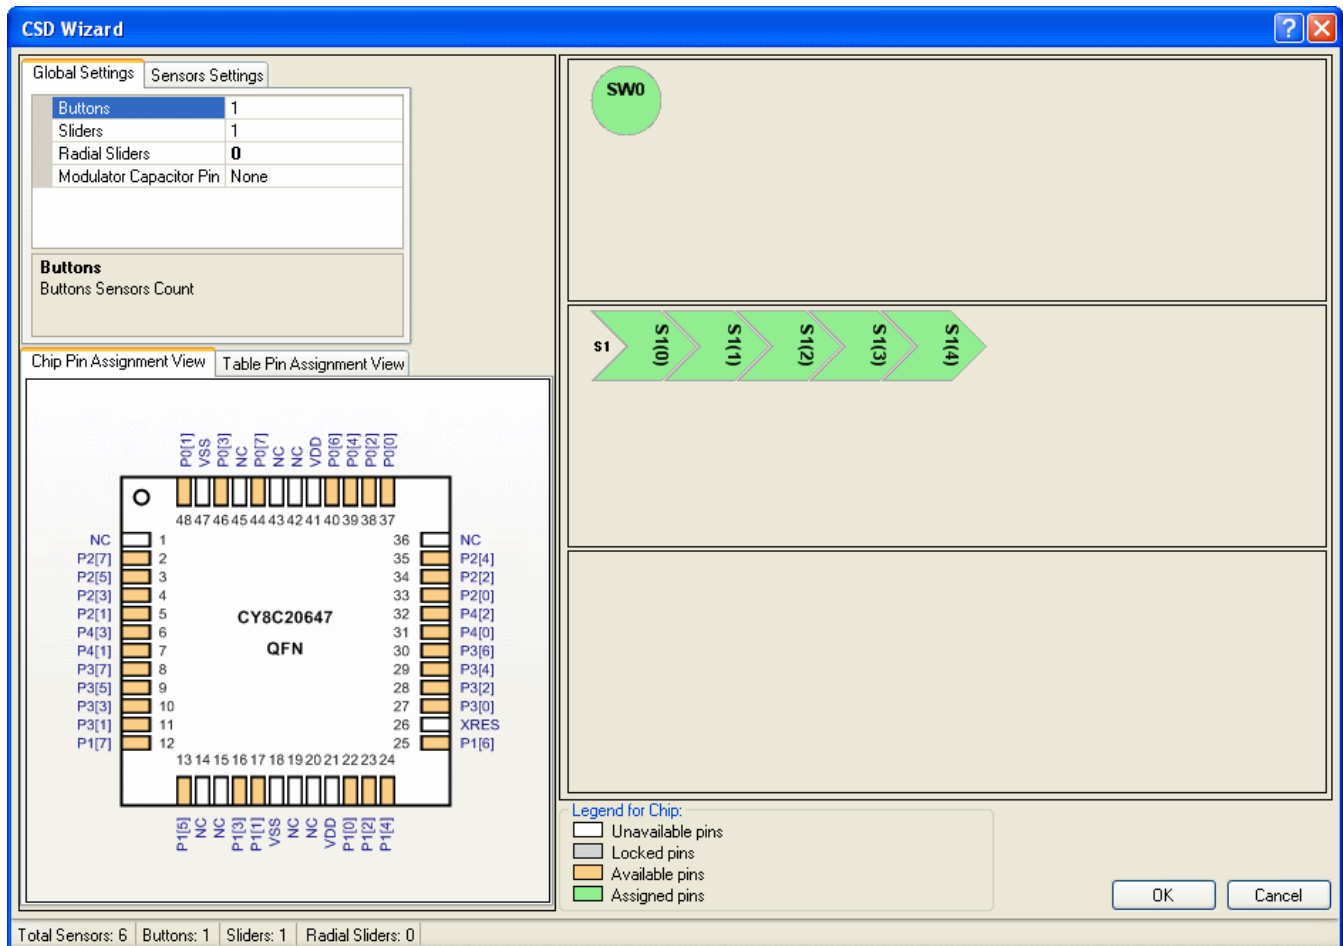 CSD Wizard
Global Settings Sensors Settings
Buttons 1
Sliders 1
Radial Sliders 0
Modulator Capacitor Pin None
Buttons
Buttons Sensors Count
Chip Pin Assignment View Table Pin Assignment View
P0[1] VSS P0[3] NC P0[7] NC NC VDD P0[6] P0[4] P0[2] P0[0]
48 47 46 45 44 43 42 41 40 39 38 37
NC 1 36 NC
P2[7] 2 35 P2[4]
P2[5] 3 34 P2[2]
P2[3] 4 33 P2[0]
P2[1] 5 32 P4[2]
P4[3] 6 31 P4[0]
P4[1] 7 30 P3[6]
P3[7] 8 29 P3[4]
P3[5] 9 28 P3[2]
P3[3] 10 27 P3[0]
P3[1] 11 26 XRES
P1[7] 12 25 P1[6]
CY8C20647
QFN
13 14 15 16 17 18 19 20 21 22 23 24
P1[5] NC NC P1[3] P1[1] VSS NC NC VDD P1[0] P1[2] P1[4]
SW0
S1 S1(0) S1(1) S1(2) S1(3) S1(4)
Legend for Chip:
Unavailable pins
Locked pins
Available pins
Assigned pins
OK Cancel
Total Sensors: 6 Buttons: 1 Sliders: 1 Radial Sliders: 0